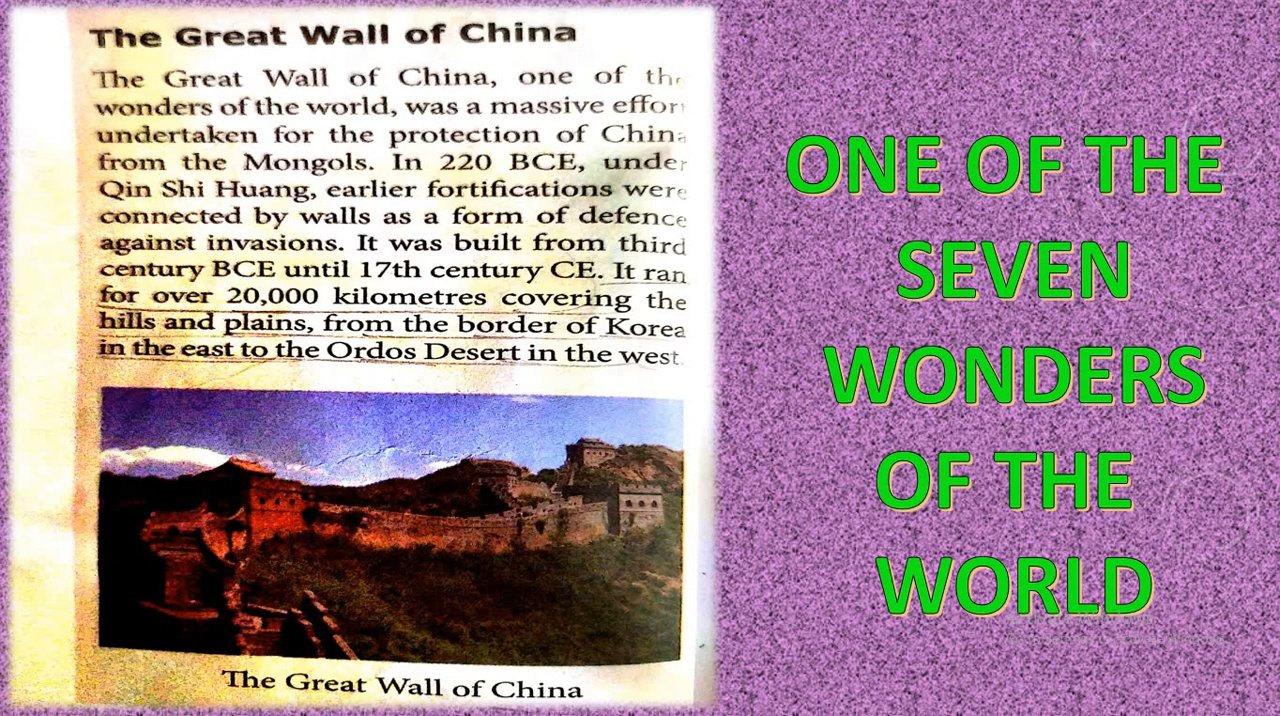 The Great Wall of China
The Great Wall of China, one of the
wonders of the world, was a massive effort
undertaken for the protection of China
from the Mongols. In 220 BCE, under
Qin Shi Huang, earlier fortifications were
connected by walls as a form of defence
against invasions. It was built from third
century BCE until 17th century CE. It ran
for over 20,000 kilometres covering the
hills and plains, from the border of Korea
in the east to the Ordos Desert in the west.
The Great Wall of China
ONE OF THE
SEVEN
WONDERS
OF THE
WORLD